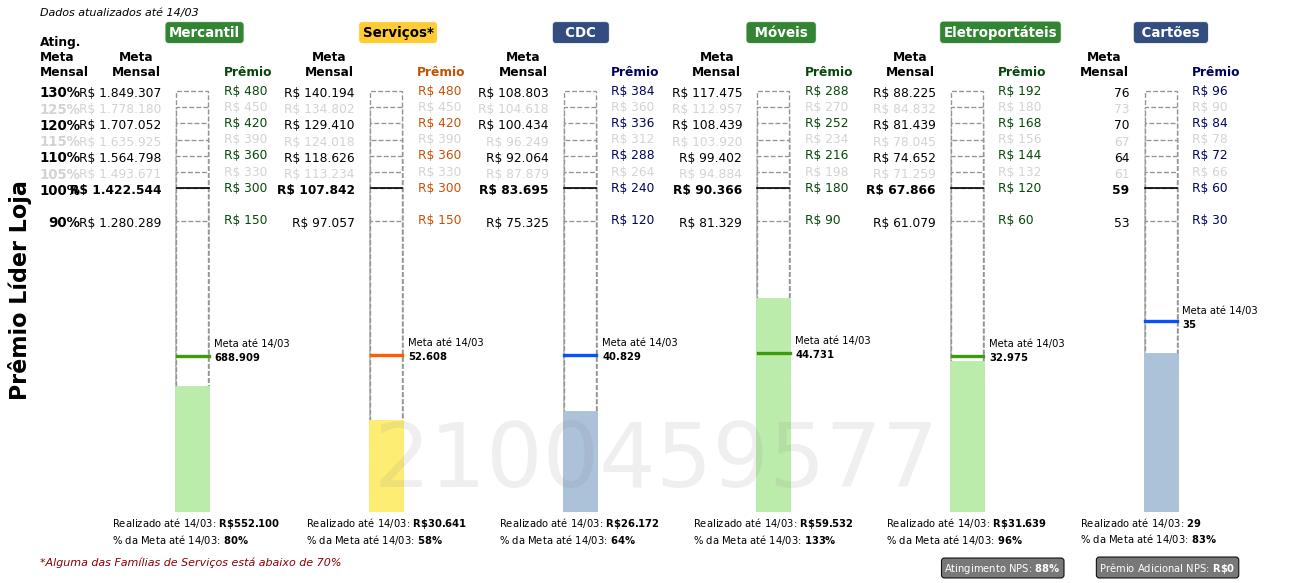 Dados atualizados até 14/03
Mercantil Serviços* CDC Móveis Eletroportáteis Cartões
Ating. Meta Mensal
Meta Mensal Prêmio Meta Mensal Prêmio Meta Mensal Prêmio Meta Mensal Prêmio Meta Mensal Prêmio Meta Mensal Prêmio
130% R$ 1.849.307 R$ 480 R$ 140.194 R$ 480 R$ 108.803 R$ 384 R$ 117.475 R$ 288 R$ 88.225 R$ 192 76 R$ 96
125% R$ 1.778.180 R$ 450 R$ 134.802 R$ 450 R$ 104.618 R$ 360 R$ 112.957 R$ 270 R$ 84.832 R$ 180 73 R$ 90
120% R$ 1.707.052 R$ 420 R$ 129.410 R$ 420 R$ 100.434 R$ 336 R$ 108.439 R$ 252 R$ 81.439 R$ 168 70 R$ 84
115% R$ 1.635.925 R$ 390 R$ 124.018 R$ 390 R$ 96.249 R$ 312 R$ 103.920 R$ 234 R$ 78.045 R$ 156 67 R$ 78
110% R$ 1.564.798 R$ 360 R$ 118.626 R$ 360 R$ 92.064 R$ 288 R$ 99.402 R$ 216 R$ 74.652 R$ 144 64 R$ 72
105% R$ 1.493.671 R$ 330 R$ 113.234 R$ 330 R$ 87.879 R$ 264 R$ 94.884 R$ 198 R$ 71.259 R$ 132 61 R$ 66
100% R$ 1.422.544 R$ 300 R$ 107.842 R$ 300 R$ 83.695 R$ 240 R$ 90.366 R$ 180 R$ 67.866 R$ 120 59 R$ 60
90% R$ 1.280.289 R$ 150 R$ 97.057 R$ 150 R$ 75.325 R$ 120 R$ 81.329 R$ 90 R$ 61.079 R$ 60 53 R$ 30
Prêmio Líder Loja
Meta até 14/03 Meta até 14/03 Meta até 14/03 Meta até 14/03 Meta até 14/03 Meta até 14/03
688.909 52.608 40.829 44.731 32.975 35
2100459577
Realizado até 14/03: R$552.100 Realizado até 14/03: R$30.641 Realizado até 14/03: R$26.172 Realizado até 14/03: R$59.532 Realizado até 14/03: R$31.639 Realizado até 14/03: 29
% da Meta até 14/03: 80% % da Meta até 14/03: 58% % da Meta até 14/03: 64% % da Meta até 14/03: 133% % da Meta até 14/03: 96% % da Meta até 14/03: 83%
*Alguma das Famílias de Serviços está abaixo de 70%
Atingimento NPS: 88% Prêmio Adicional NPS: R$0